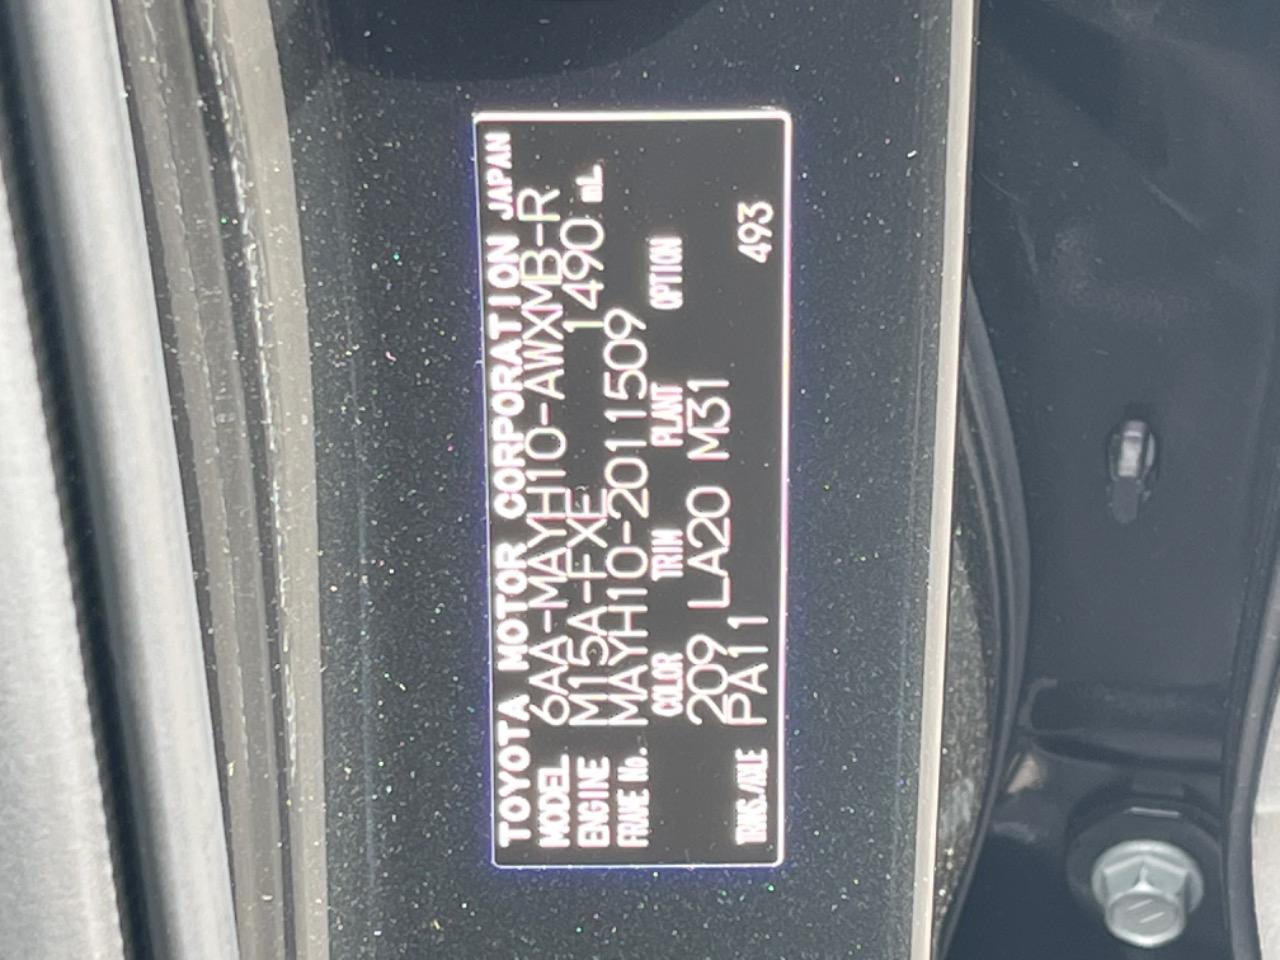 TOYOTA MOTOR CORPORATION JAPAN
MODEL 6AA-MAYH10-AWXMB-R
ENGINE M15A-FXE 1490 mL
FRAME No. MAYH10-2011509
COLOR TRIM PLANT OPTION
209 LA20 M31
TRANS./AXLE PA11 493